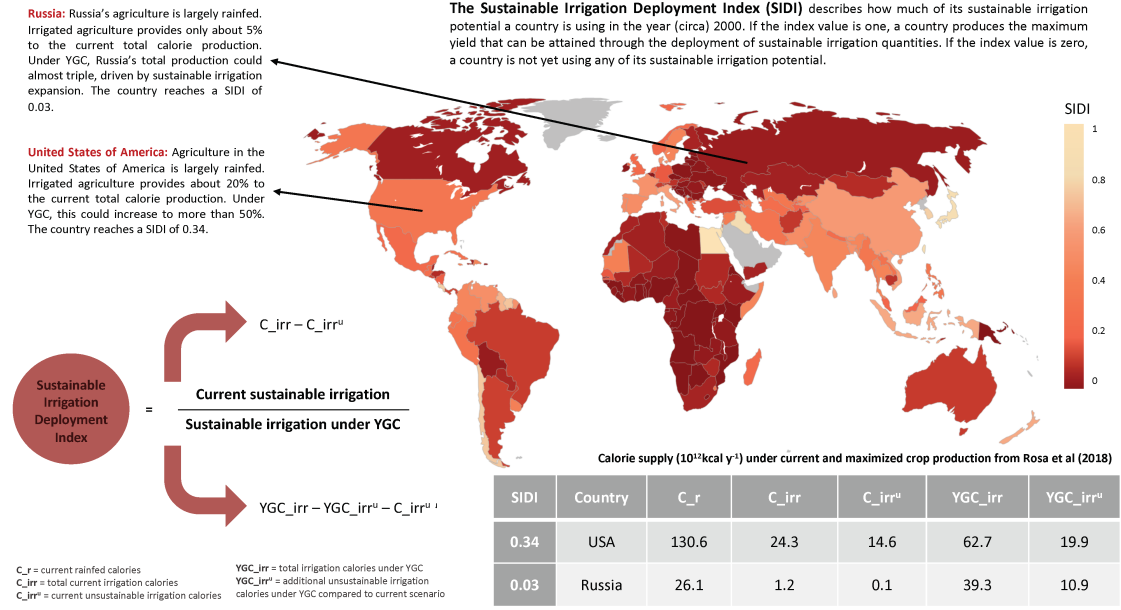 Russia: Russia's agriculture is largely rainfed.
Irrigated agriculture provides only about 5%
to the current total calorie production.
Under YGC, Russia's total production could
almost triple, driven by sustainable irrigation
expansion. The country reaches a SIDI of
0.03.
United States of America: Agriculture in the
United States of America is largely rainfed.
Irrigated agriculture provides about 20% to
the current total calorie production. Under
YGC, this could increase to more than 50%.
The country reaches a SIDI of 0.34.
The Sustainable Irrigation Deployment Index (SIDI) describes how much of its sustainable irrigation
potential a country is using in the year (circa) 2000. If the index value is one, a country produces the maximum
yield that can be attained through the deployment of sustainable irrigation quantities. If the index value is zero,
a country is not yet using any of its sustainable irrigation potential.
SIDI
1
0.8
0.6
0.4
0.2
0
Sustainable
Irrigation
Deployment
Index
=
C_irr – C_irrᵘ
Current sustainable irrigation
Sustainable irrigation under YGC
YGC_irr – YGC_irrᵘ – C_irrᵘ ʲ
C_r = current rainfed calories
C_irr = total current irrigation calories
C_irrᵘ = current unsustainable irrigation calories
YGC_irr = total irrigation calories under YGC
YGC_irrᵘ = additional unsustainable irrigation
calories under YGC compared to current scenario
Calorie supply (10¹²kcal y⁻¹) under current and maximized crop production from Rosa et al (2018)
SIDI Country C_r C_irr C_irrᵘ YGC_irr YGC_irrᵘ
0.34 USA 130.6 24.3 14.6 62.7 19.9
0.03 Russia 26.1 1.2 0.1 39.3 10.9